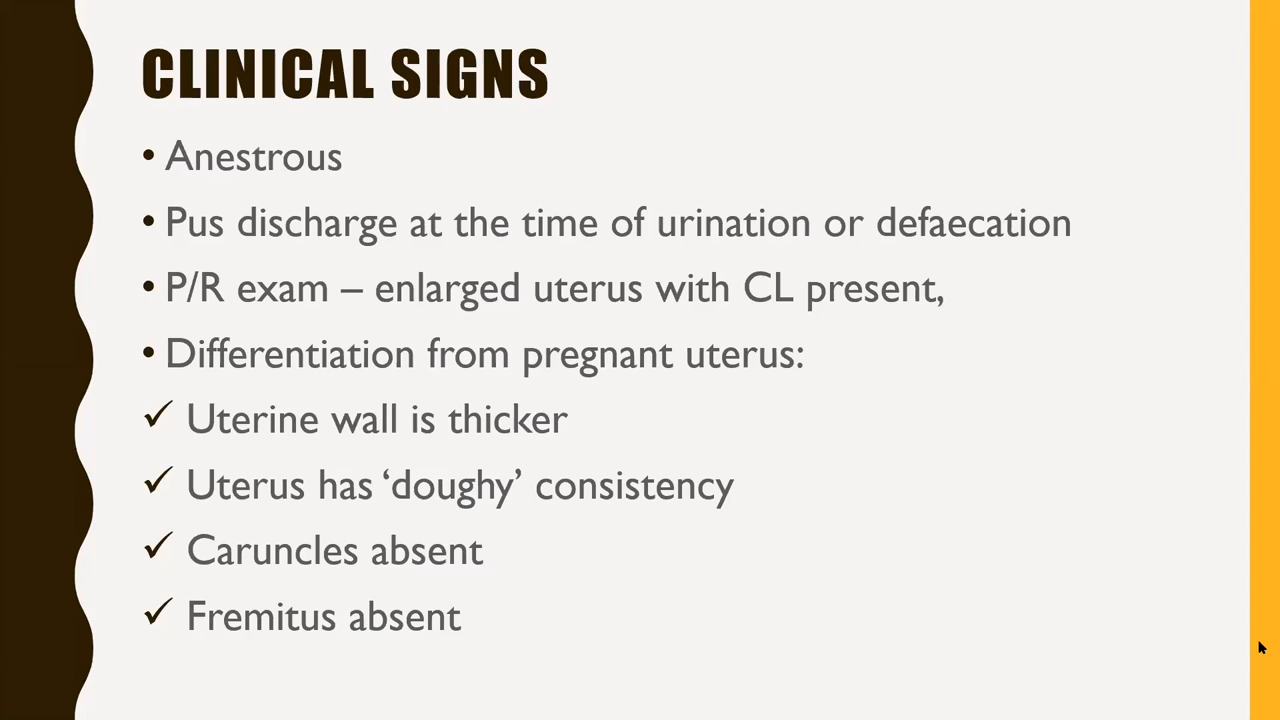 CLINICAL SIGNS
• Anestrous
• Pus discharge at the time of urination or defaecation
• P/R exam – enlarged uterus with CL present,
• Differentiation from pregnant uterus:
✓ Uterine wall is thicker
✓ Uterus has ‘doughy’ consistency
✓ Caruncles absent
✓ Fremitus absent